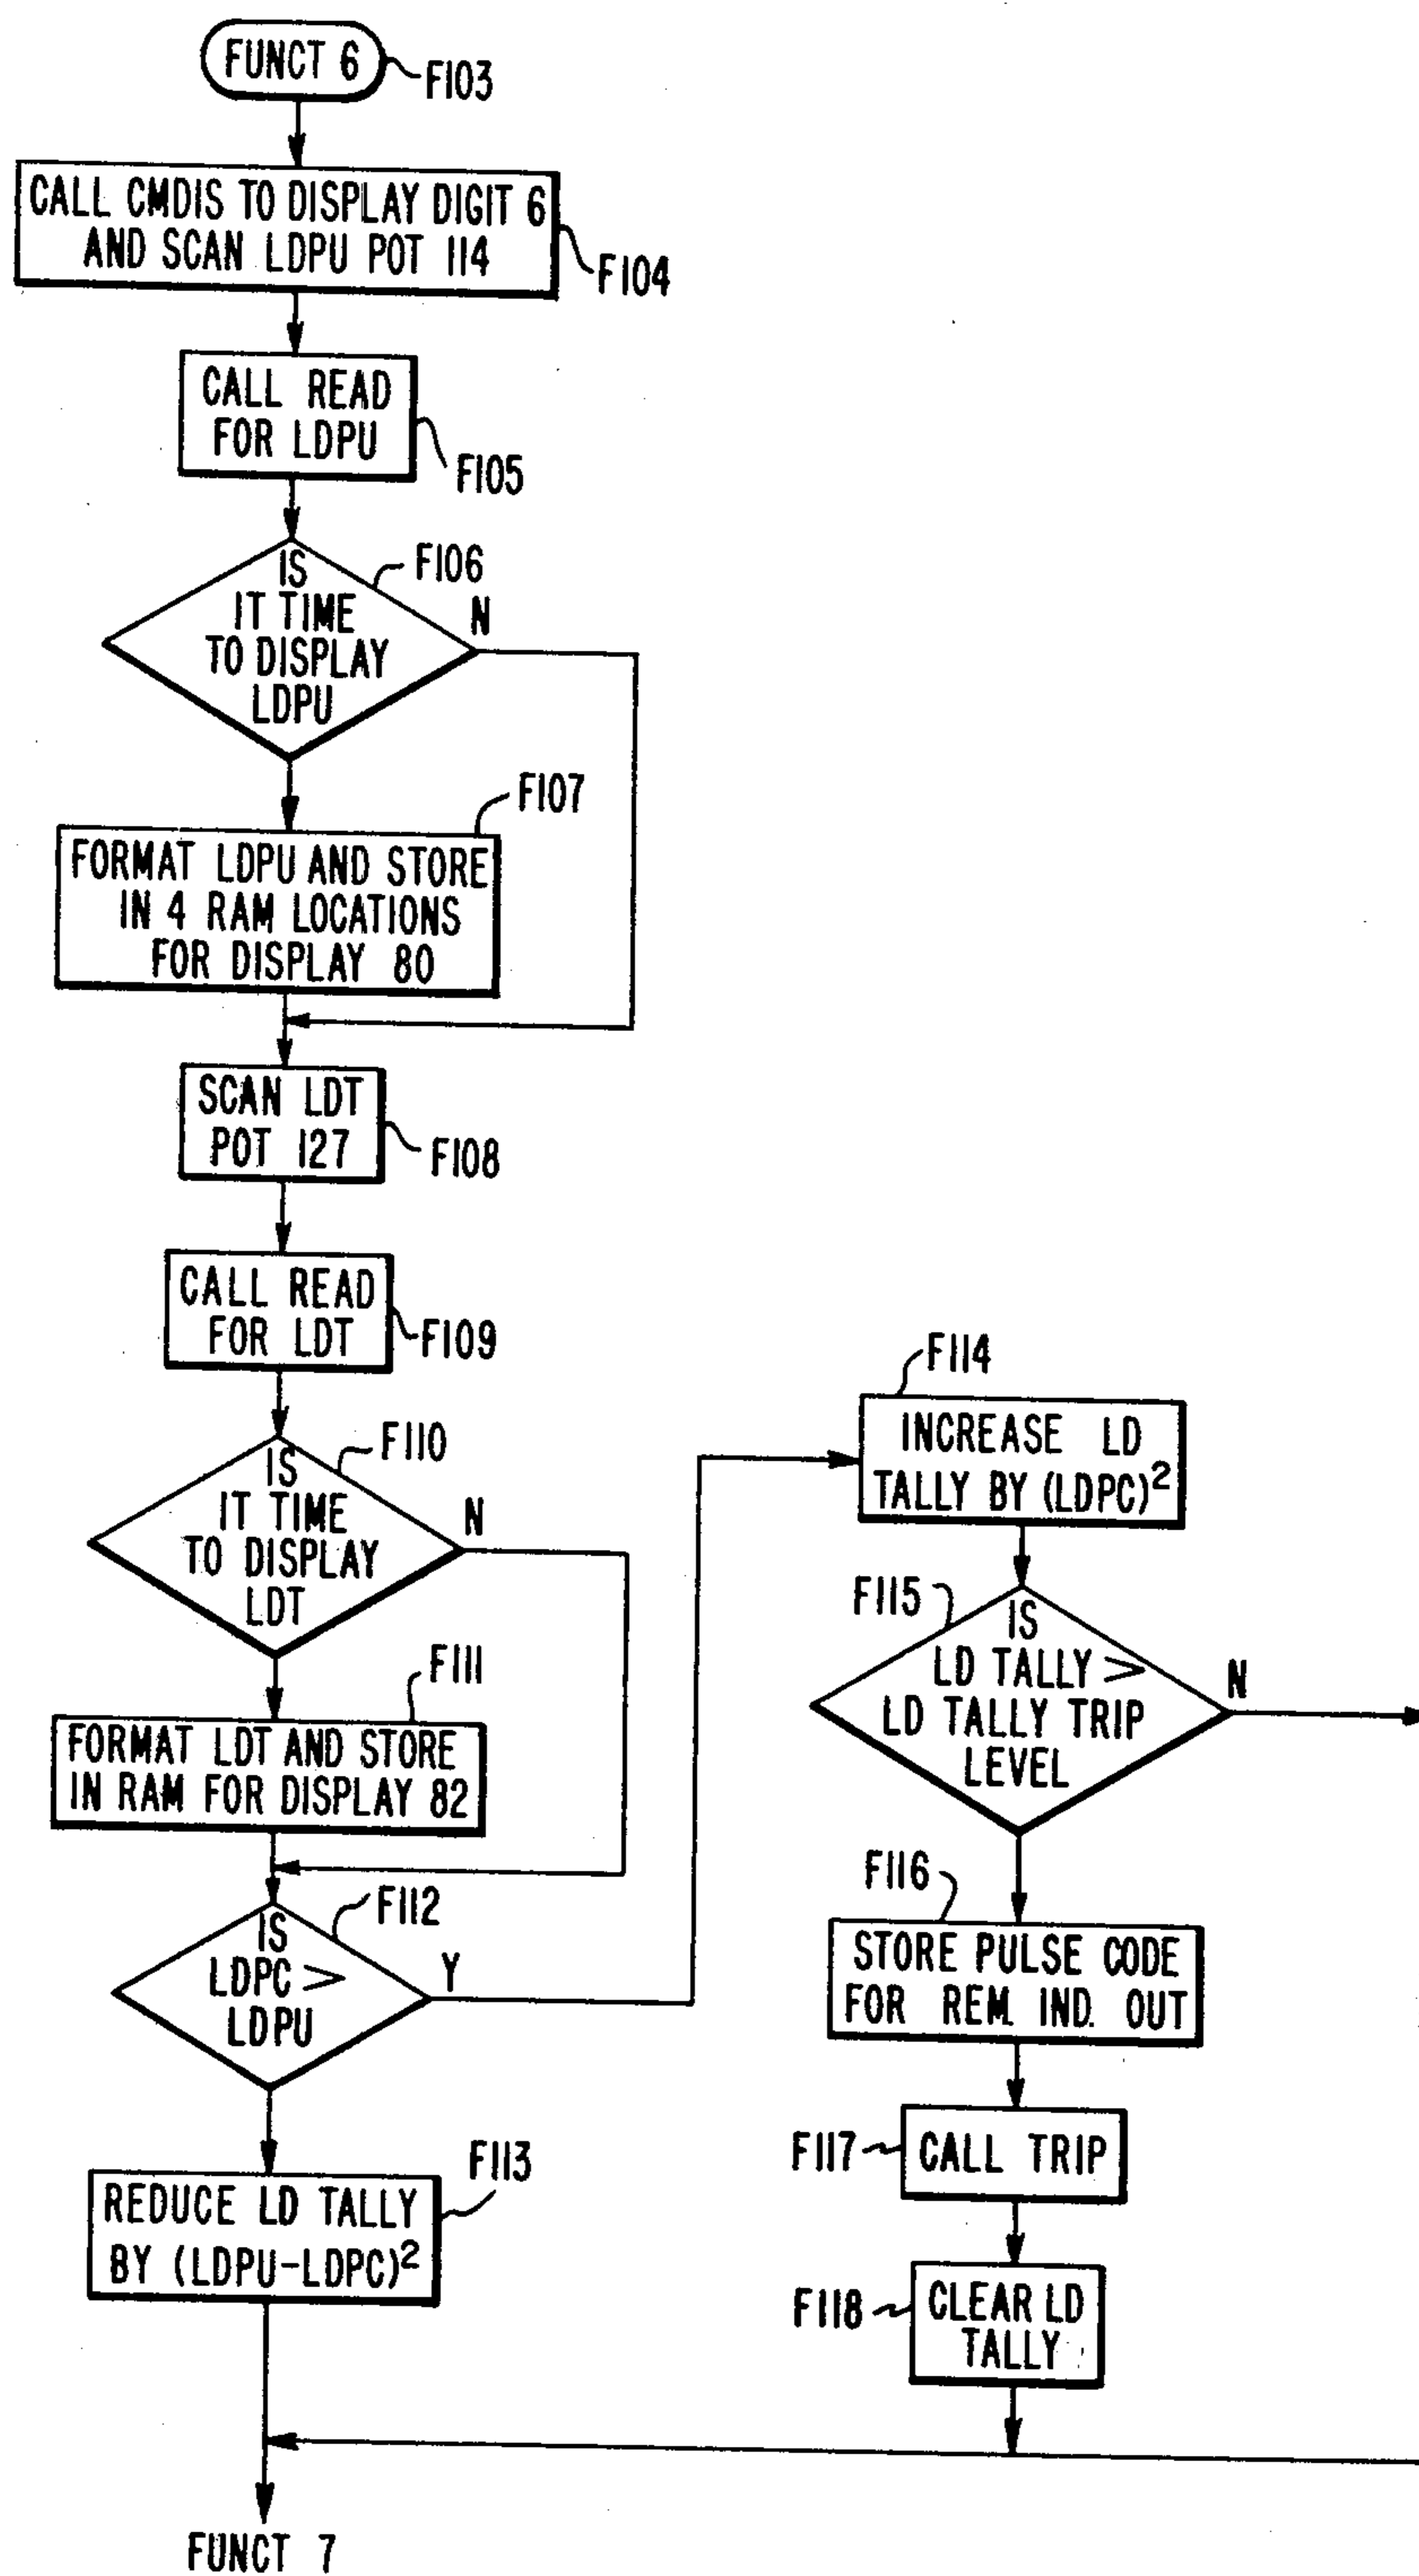 FUNCT 6
F103
CALL CMDIS TO DISPLAY DIGIT 6
AND SCAN LDPU POT 114
F104
CALL READ
FOR LDPU
F105
IS
IT TIME
TO DISPLAY
LDPU
F106
N
F107
FORMAT LDPU AND STORE
IN 4 RAM LOCATIONS
FOR DISPLAY 80
SCAN LDT
POT 127
F108
CALL READ
FOR LDT
F109
IS
IT TIME
TO DISPLAY
LDT
F110
N
F111
FORMAT LDT AND STORE
IN RAM FOR DISPLAY 82
IS
LDPC >
LDPU
F112
Y
F113
REDUCE LD TALLY
BY (LDPU-LDPC)²
FUNCT 7
F114
INCREASE LD
TALLY BY (LDPC)²
F115
IS
LD TALLY >
LD TALLY TRIP
LEVEL
N
F116
STORE PULSE CODE
FOR REM. IND. OUT
F117
CALL TRIP
F118
CLEAR LD
TALLY